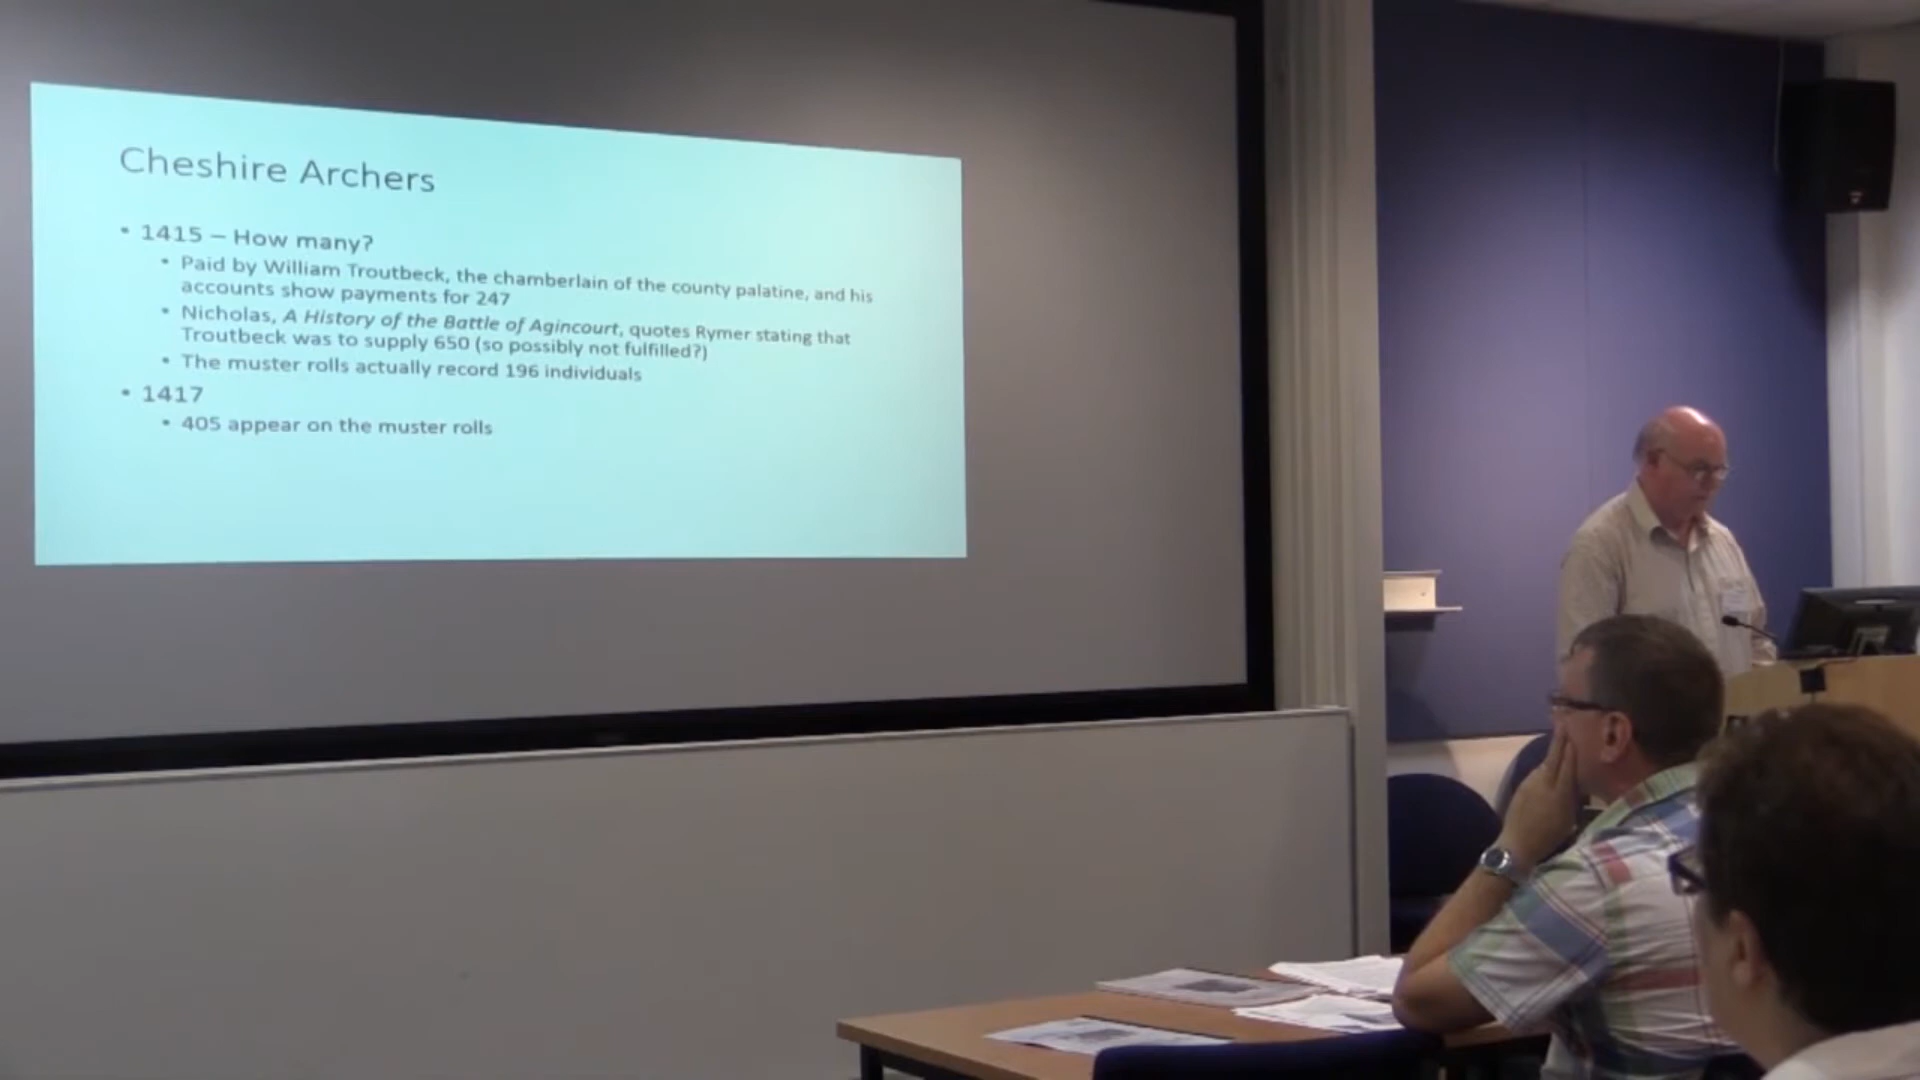 Cheshire Archers
• 1415 – How many?
• Paid by William Troutbeck, the chamberlain of the county palatine, and his
accounts show payments for 247
• Nicholas, A History of the Battle of Agincourt, quotes Rymer stating that
Troutbeck was to supply 650 (so possibly not fulfilled?)
• The muster rolls actually record 196 individuals
• 1417
• 405 appear on the muster rolls